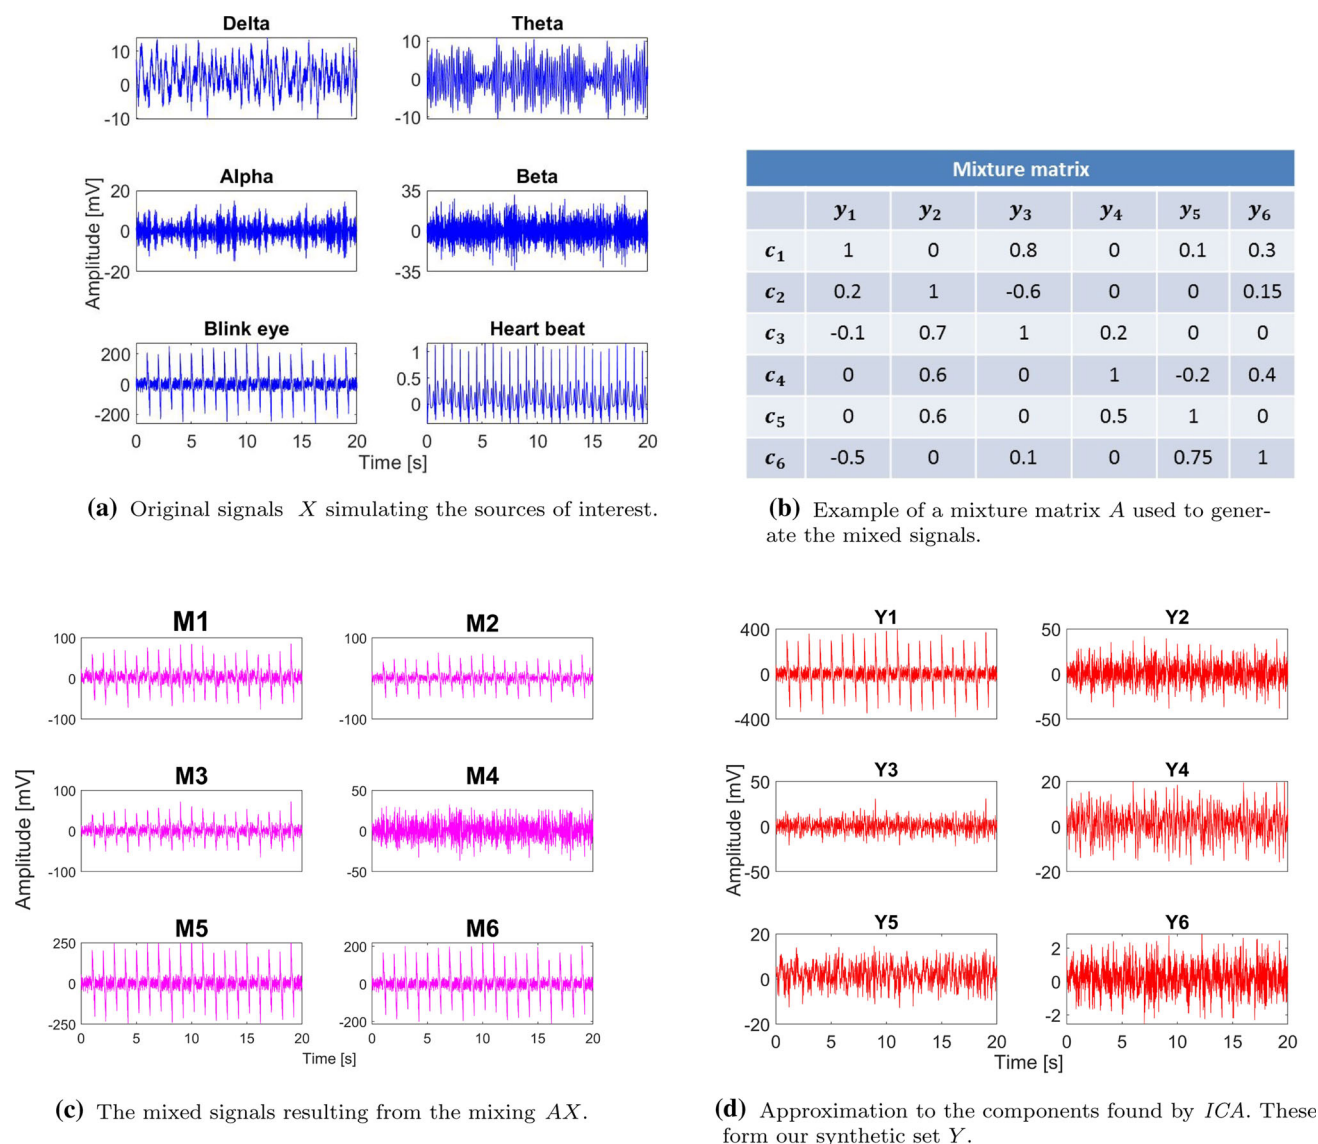 Delta
10
0
-10
Theta
10
0
-10
Amplitude [mV]
Alpha
20
0
-20
Beta
35
0
-35
Blink eye
200
0
-200
0 5 10 15 20
Heart beat
1
0.5
0
0 5 10 15 20
Time [s]
(a) Original signals X simulating the sources of interest.
Mixture matrix
y1 y2 y3 y4 y5 y6
c1 1 0 0.8 0 0.1 0.3
c2 0.2 1 -0.6 0 0 0.15
c3 -0.1 0.7 1 0.2 0 0
c4 0 0.6 0 1 -0.2 0.4
c5 0 0.6 0 0.5 1 0
c6 -0.5 0 0.1 0 0.75 1
(b) Example of a mixture matrix A used to gener-
ate the mixed signals.
M1
100
0
-100
M2
100
0
-100
Amplitude [mV]
M3
100
0
-100
M4
50
0
-50
M5
250
0
-250
0 5 10 15 20
M6
200
0
-200
0 5 10 15 20
Time [s]
(c) The mixed signals resulting from the mixing AX.
Y1
400
0
-400
Y2
50
0
-50
Amplitude [mV]
Y3
50
0
-50
Y4
20
0
-20
Y5
20
0
-20
0 5 10 15 20
Y6
2
0
-2
0 5 10 15 20
Time [s]
(d) Approximation to the components found by ICA. These
form our synthetic set Y.